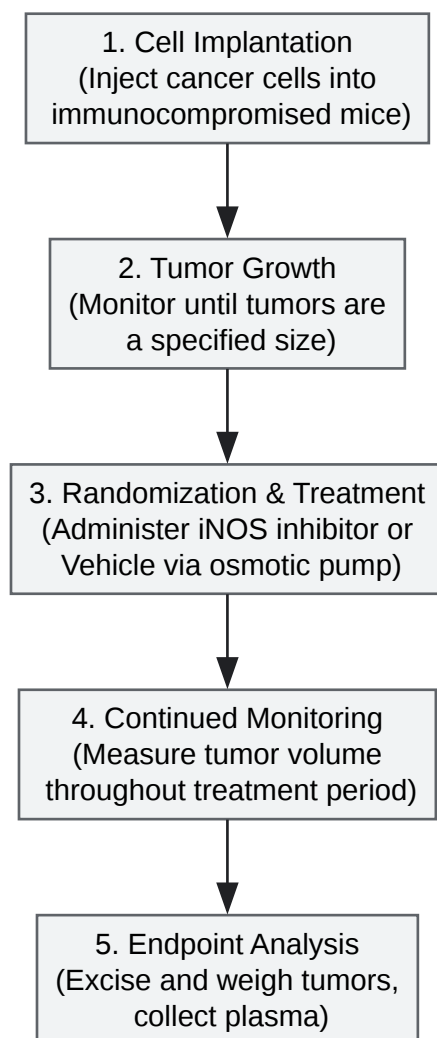 1. Cell Implantation
(Inject cancer cells into
immunocompromised mice)
2. Tumor Growth
(Monitor until tumors are
a specified size)
3. Randomization & Treatment
(Administer iNOS inhibitor or
Vehicle via osmotic pump)
4. Continued Monitoring
(Measure tumor volume
throughout treatment period)
5. Endpoint Analysis
(Excise and weigh tumors,
collect plasma)